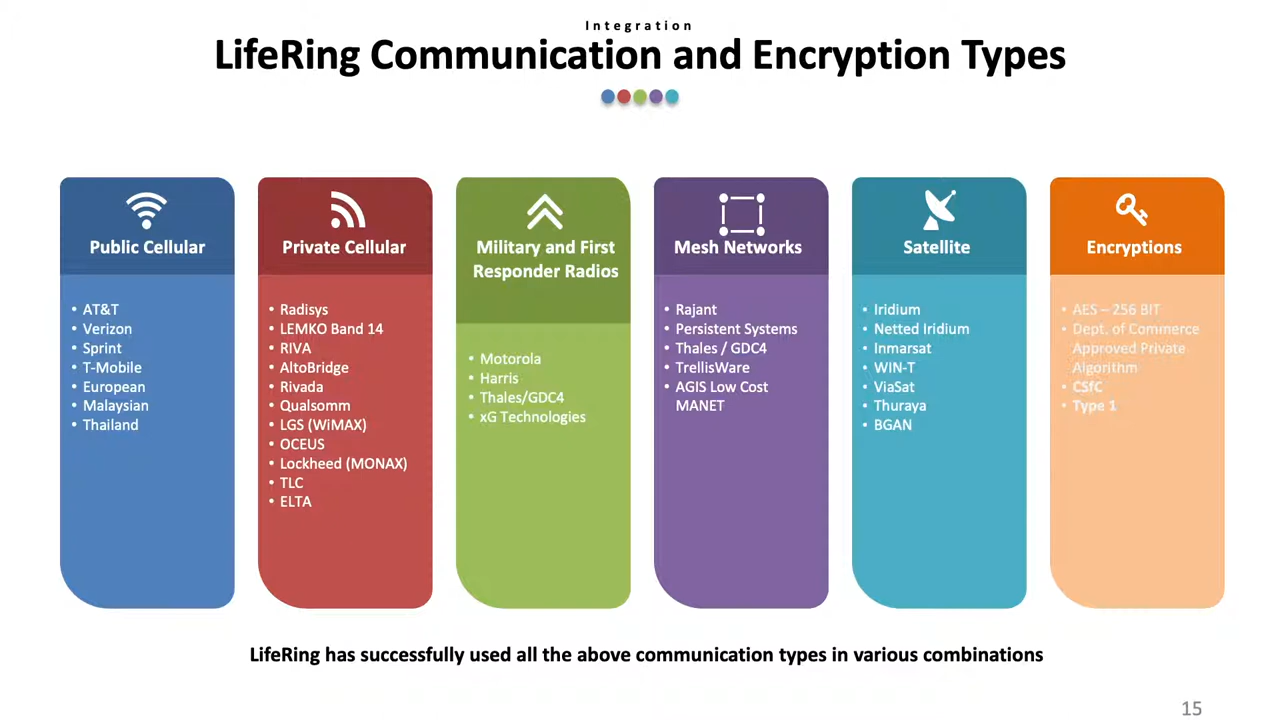 Integration
LifeRing Communication and Encryption Types
Public Cellular
• AT&T
• Verizon
• Sprint
• T-Mobile
• European
• Malaysian
• Thailand
Private Cellular
• Radisys
• LEMKO Band 14
• RIVA
• AltoBridge
• Rivada
• Qualsomm
• LGS (WiMAX)
• OCEUS
• Lockheed (MONAX)
• TLC
• ELTA
Military and First
Responder Radios
• Motorola
• Harris
• Thales/GDC4
• xG Technologies
Mesh Networks
• Rajant
• Persistent Systems
• Thales / GDC4
• TrellisWare
• AGIS Low Cost
MANET
Satellite
• Iridium
• Netted Iridium
• Inmarsat
• WIN-T
• ViaSat
• Thuraya
• BGAN
Encryptions
• AES – 256 BIT
• Dept. of Commerce
Approved Private
Algorithm
• CSfC
• Type 1
LifeRing has successfully used all the above communication types in various combinations
15